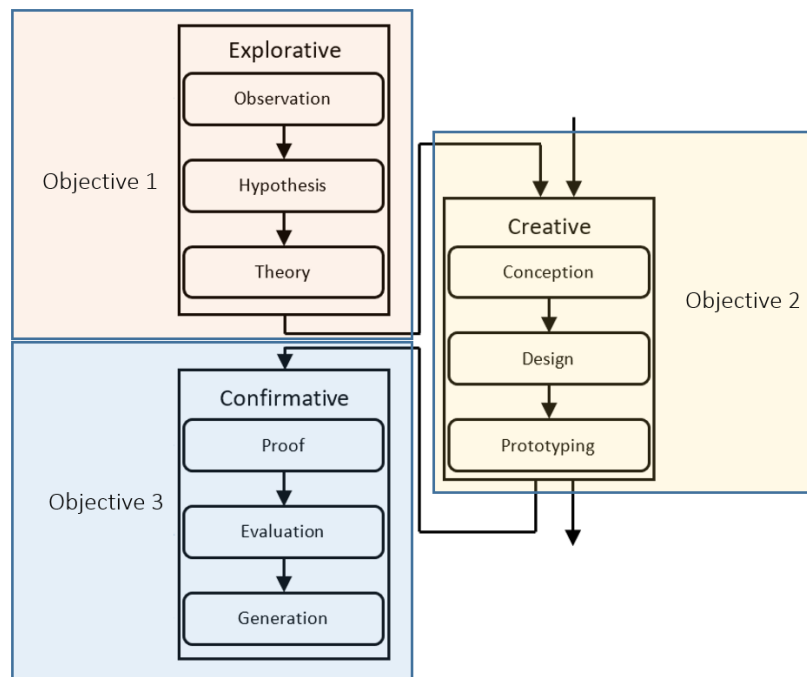 Explorative
Observation
Objective 1
Hypothesis
Theory
Creative
Conception
Objective 2
Design
Prototyping
Confirmative
Proof
Objective 3
Evaluation
Generation